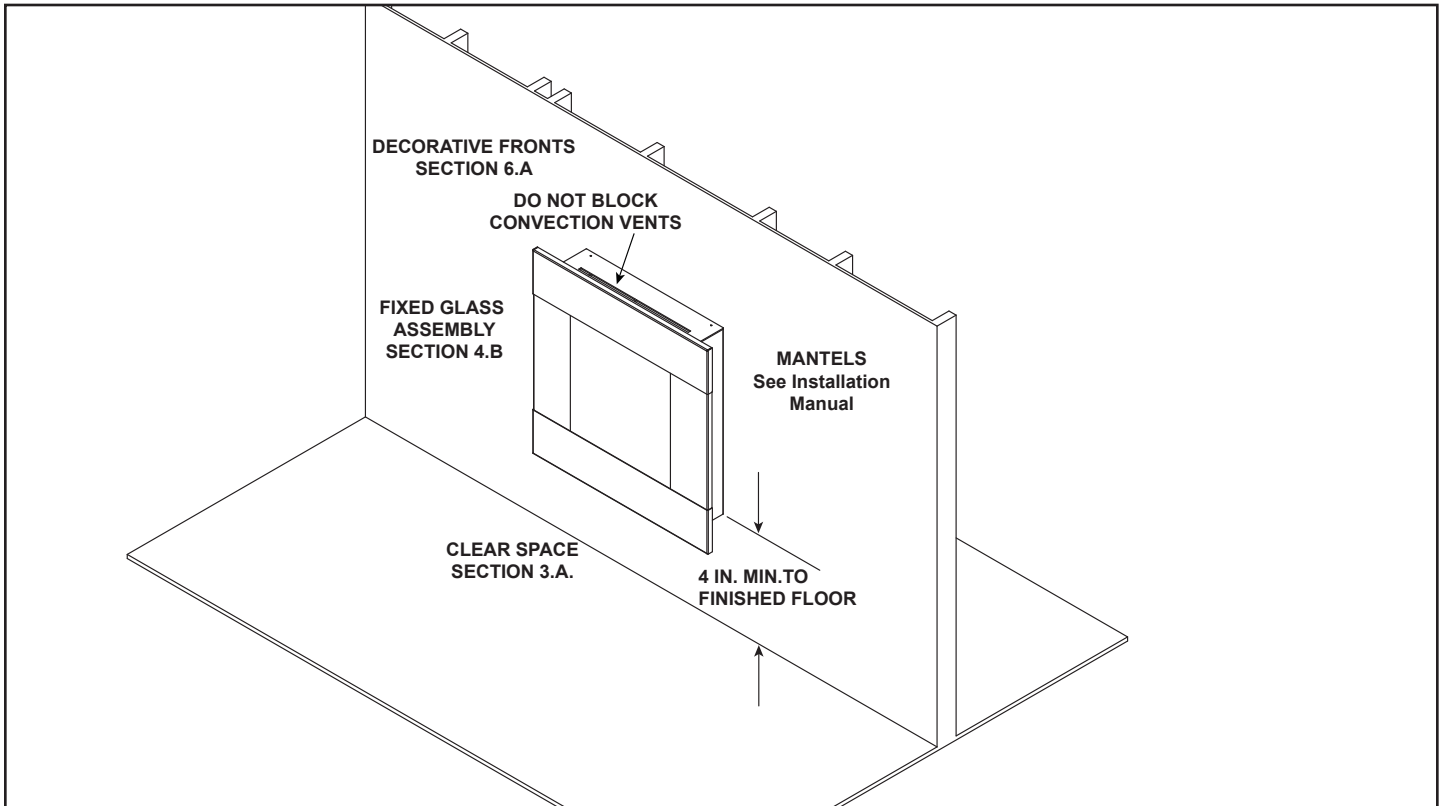 DECORATIVE FRONTS
SECTION 6.A
DO NOT BLOCK
CONVECTION VENTS
FIXED GLASS
ASSEMBLY
SECTION 4.B
MANTELS
See Installation
Manual
CLEAR SPACE
SECTION 3.A.
4 IN. MIN.TO
FINISHED FLOOR